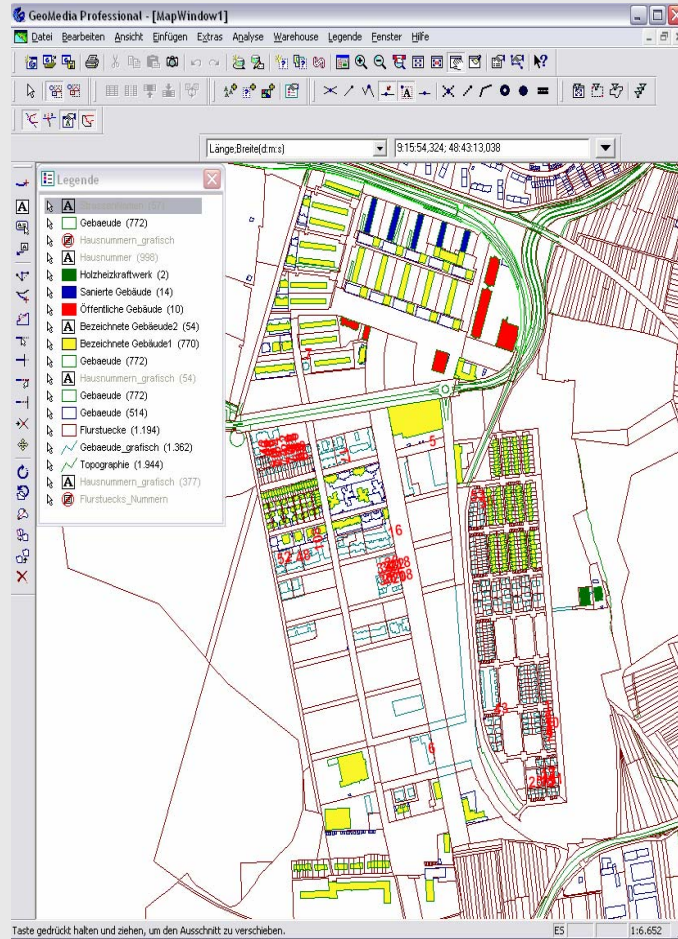 GeoMedia Professional - [MapWindow1]
Datei Bearbeiten Ansicht Einfügen Extras Analyse Warehouse Legende Fenster Hilfe
Länge;Breite(d:m:s) 9:15:54,324; 48:43:13,038
Legende
Gebaeude (772)
Hausnummern_grafisch
Hausnummer (998)
Holzheizkraftwerk (2)
Sanierte Gebäude (14)
Öffentliche Gebäude (10)
Bezeichnete Gebäeude2 (54)
Bezeichnete Gebäude1 (770)
Gebaeude (772)
Hausnummern_grafisch (54)
Gebaeude (772)
Gebaeude (514)
Flurstuecke (1.194)
Gebaeude_grafisch (1.362)
Topographie (1.944)
Hausnummern_grafisch (377)
Flurstuecks_Nummern
7
5
16
6
Taste gedrückt halten und ziehen, um den Ausschnitt zu verschieben. ES 1:6.652